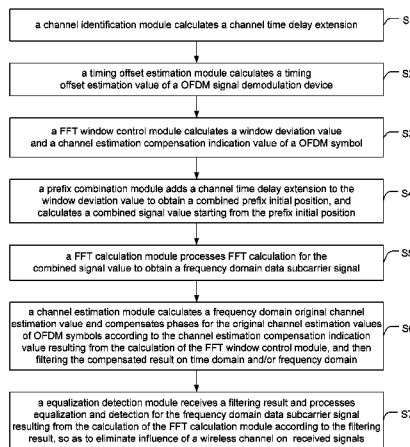 a channel identification module calculates a channel time delay extension
S
a timing offset estimation module calculates a timing
offset estimation value of a OFDM signal demodulation device
S2
a FFT window control module calculates a window deviation value
and a channel estimation compensation indication value of a OFDM symbol
S3
a prefix combination module adds a channel time delay extension to the
window deviation value to obtain a combined prefix initial position, and
calculates a combined signal value starting from the prefix initial position
S4
a FFT calculation module processes FFT calculation for the
combined signal value to obtain a frequency domain data subcarrier signal
S5
a channel estimation module calculates a frequency domain original channel
estimation value and compensates phases for the original channel estimation values
of OFDM symbols according to the channel estimation compensation indication
value resulting from the calculation of the FFT window control module, and then
filtering the compensated result on time domain and/or frequency domain
S6
a equalization detection module receives a filtering result and processes
equalization and detection for the frequency domain data subcarrier signal
resulting from the calculation of the FFT calculation module according to the filtering
result, so as to eliminate influence of a wireless channel on received signals
S7